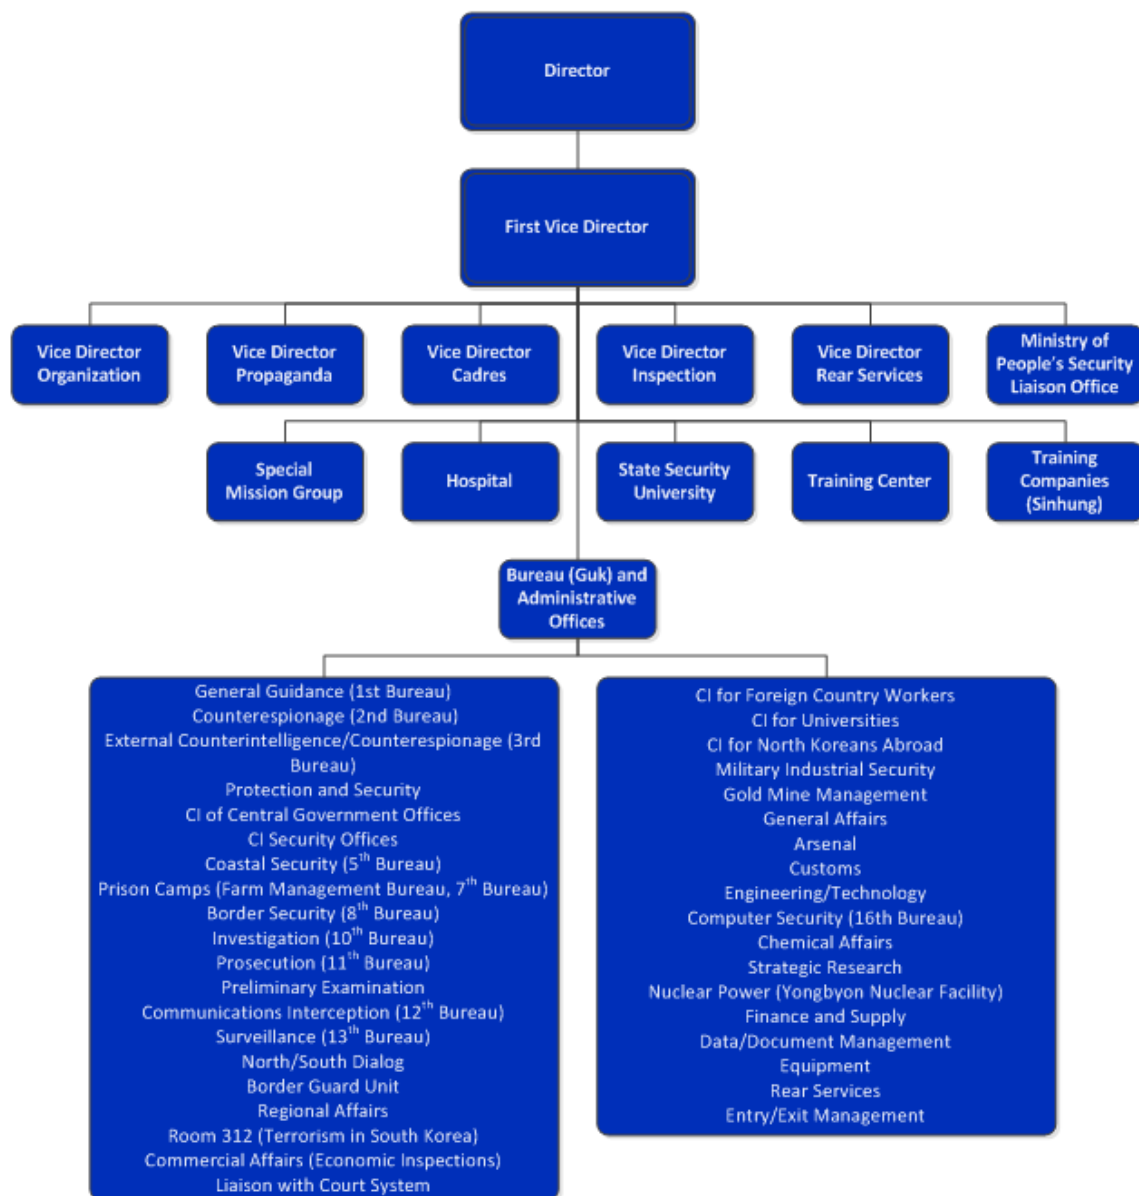 Director
First Vice Director
Vice Director
Organization
Vice Director
Propaganda
Vice Director
Cadres
Vice Director
Inspection
Vice Director
Rear Services
Ministry of
People's Security
Liaison Office
Special
Mission Group
Hospital
State Security
University
Training Center
Training
Companies
(Sinhung)
Bureau (Guk) and
Administrative
Offices
General Guidance (1st Bureau)
Counterespionage (2nd Bureau)
External Counterintelligence/Counterespionage (3rd
Bureau)
Protection and Security
CI of Central Government Offices
CI Security Offices
Coastal Security (5th Bureau)
Prison Camps (Farm Management Bureau, 7th Bureau)
Border Security (8th Bureau)
Investigation (10th Bureau)
Prosecution (11th Bureau)
Preliminary Examination
Communications Interception (12th Bureau)
Surveillance (13th Bureau)
North/South Dialog
Border Guard Unit
Regional Affairs
Room 312 (Terrorism in South Korea)
Commercial Affairs (Economic Inspections)
Liaison with Court System
CI for Foreign Country Workers
CI for Universities
CI for North Koreans Abroad
Military Industrial Security
Gold Mine Management
General Affairs
Arsenal
Customs
Engineering/Technology
Computer Security (16th Bureau)
Chemical Affairs
Strategic Research
Nuclear Power (Yongbyon Nuclear Facility)
Finance and Supply
Data/Document Management
Equipment
Rear Services
Entry/Exit Management